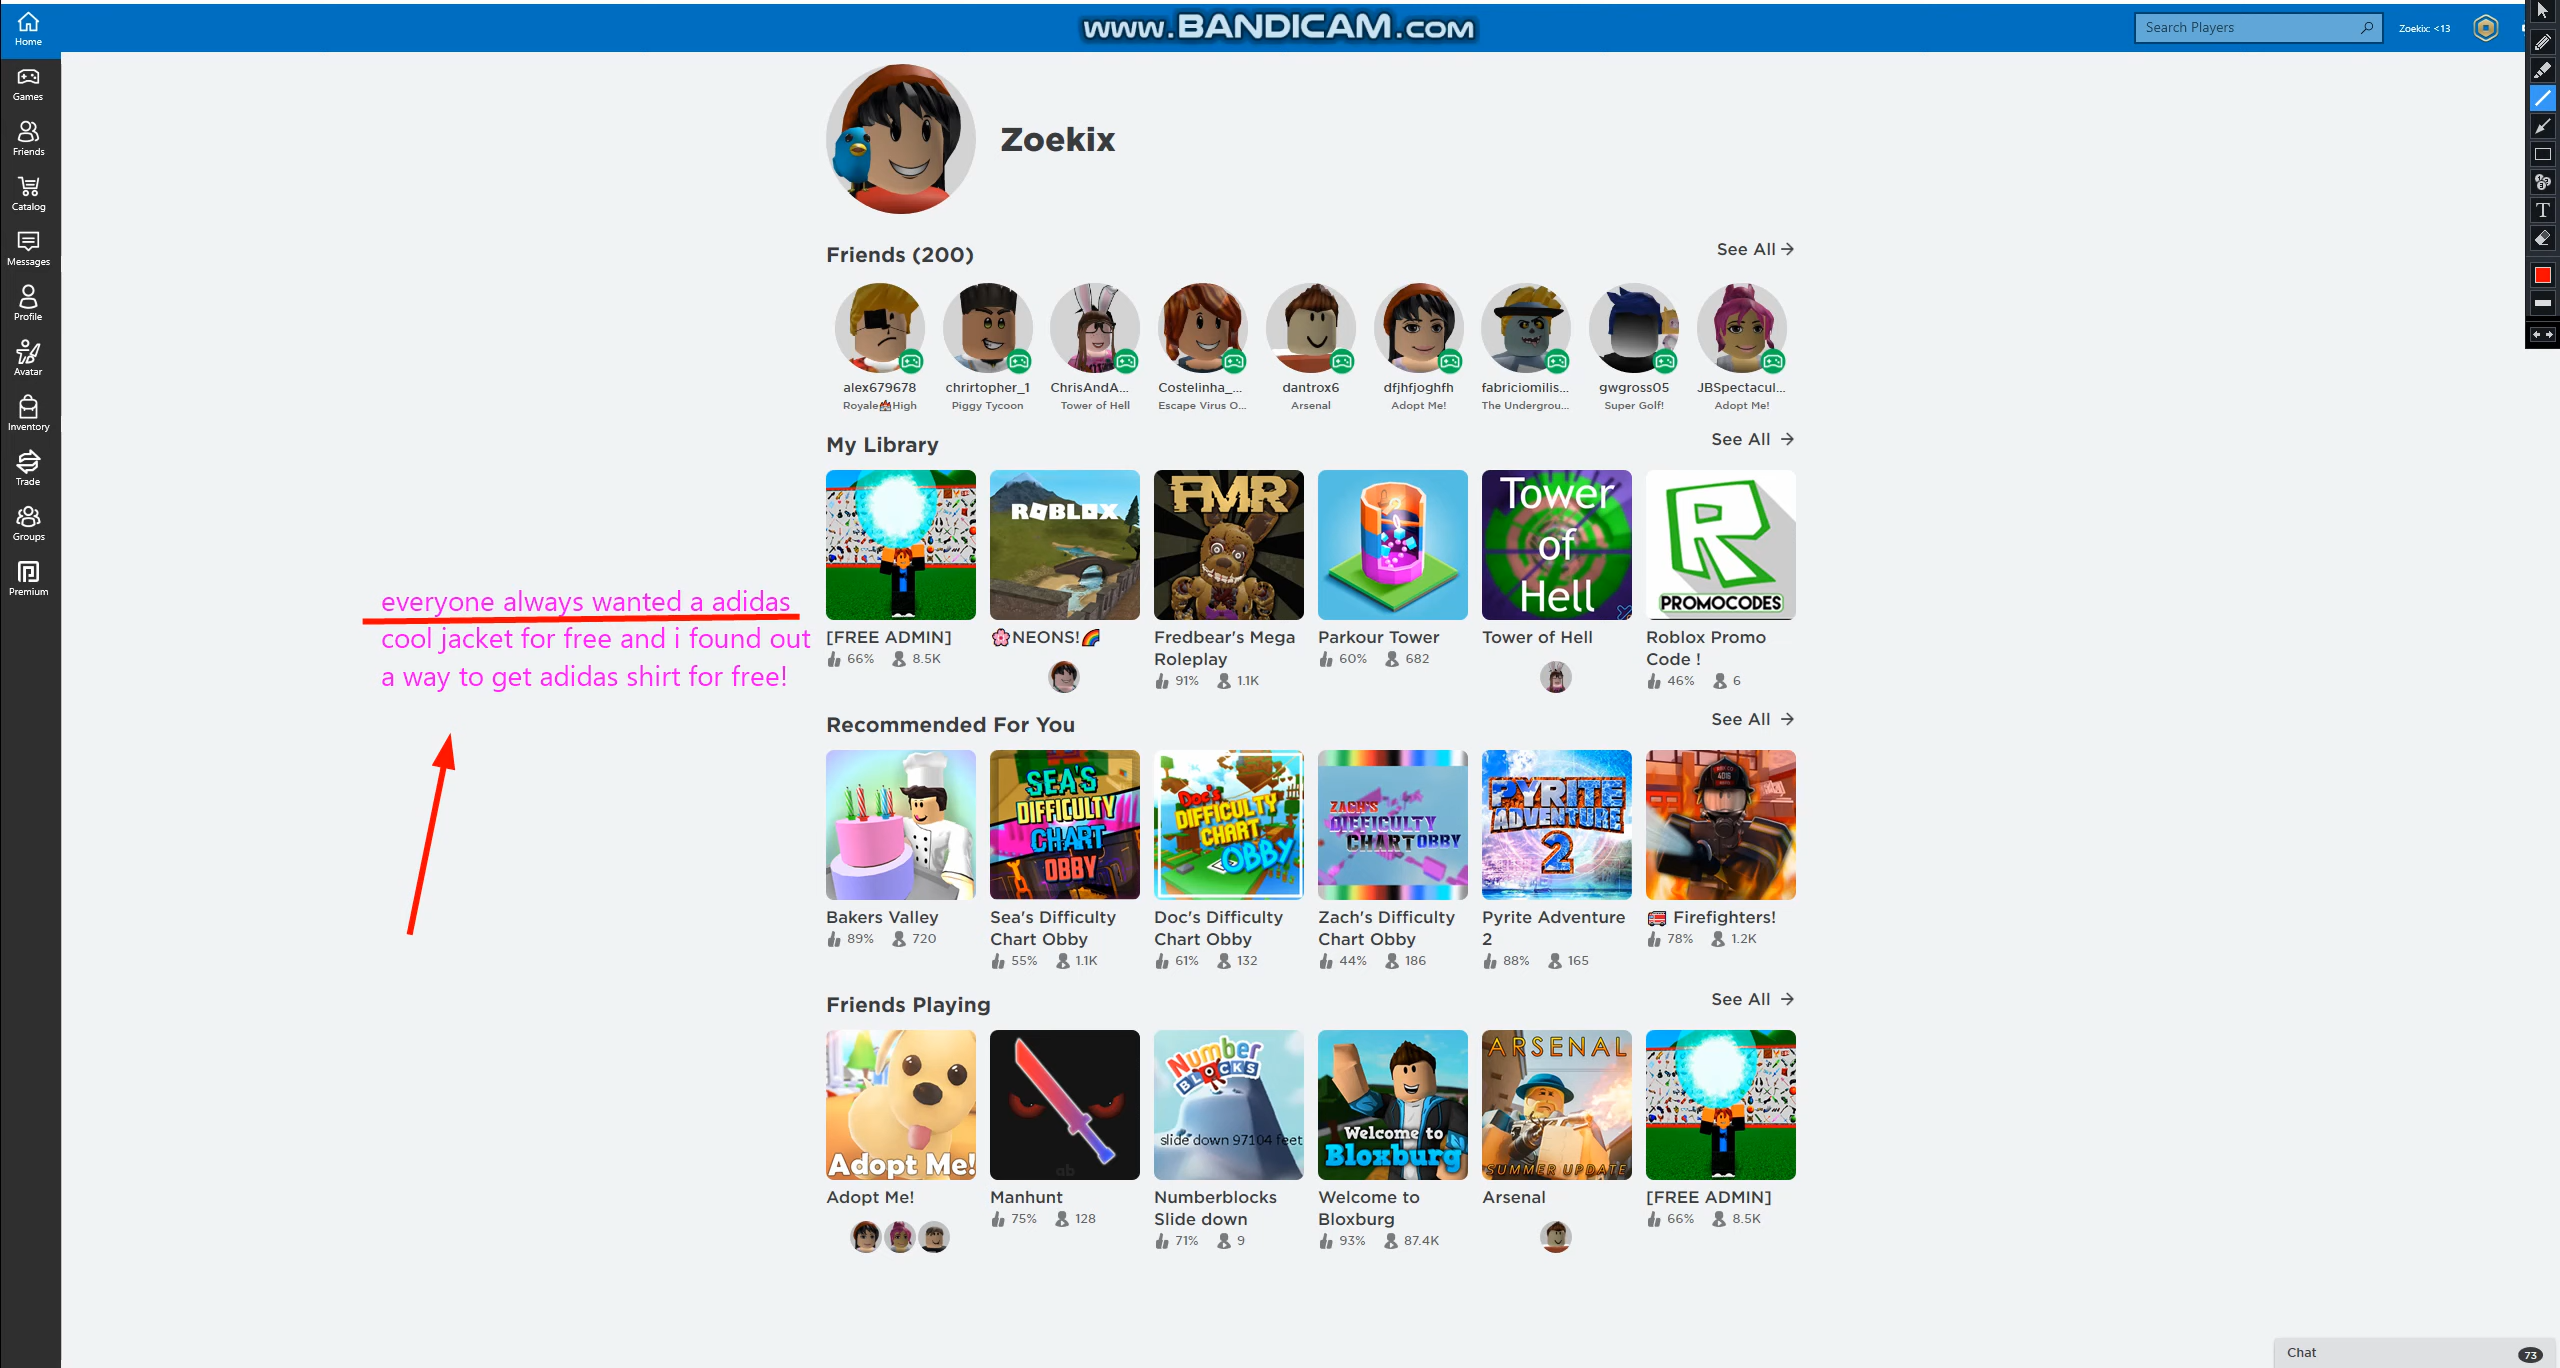 www.BANDICAM.com
Search Players
Zoekix: <13
Home
Games
Friends
Catalog
Messages
Profile
Avatar
Inventory
Trade
Groups
Premium
Zoekix
Friends (200)
See All
alex679678
chrirtopher_1
ChrisAndA...
Costelinha_...
dantrox6
dfjhfjoghfh
fabriciomilis...
gwgross05
JBSpectacul...
Royale🏰High
Piggy Tycoon
Tower of Hell
Escape Virus O...
Arsenal
Adopt Me!
The Undergrou...
Super Golf!
Adopt Me!
My Library
See All
ROBLOX
FMR
Tower
of
Hell
R
PROMOCODES
[FREE ADMIN]
🌸NEONS!🌈
Fredbear's Mega
Roleplay
Parkour Tower
Tower of Hell
Roblox Promo
Code !
66% 8.5K
91% 1.1K
60% 682
46% 6
everyone always wanted a adidas
cool jacket for free and i found out
a way to get adidas shirt for free!
Recommended For You
See All
SEA'S
DIFFICULTY
CHART
OBBY
Doc's
DIFFICULTY
CHART
OBBY
ZACH'S
DIFFICULTY
CHART OBBY
PYRITE
ADVENTURE
2
4016
Bakers Valley
Sea's Difficulty
Chart Obby
Doc's Difficulty
Chart Obby
Zach's Difficulty
Chart Obby
Pyrite Adventure
2
🚒 Firefighters!
89% 720
55% 1.1K
61% 132
44% 186
88% 165
78% 1.2K
Friends Playing
See All
Adopt Me!
ab
Number
BLOCKS
slide down 97104 feet
Welcome to
Bloxburg
ARSENAL
SUMMER UPDATE
Adopt Me!
Manhunt
Numberblocks
Slide down
Welcome to
Bloxburg
Arsenal
[FREE ADMIN]
75% 128
71% 9
93% 87.4K
66% 8.5K
Chat
73
T